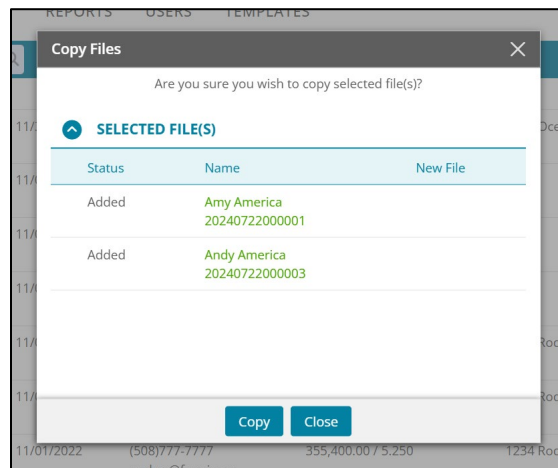 REPORTS USERS TEMPLATES
Copy Files
Are you sure you wish to copy selected file(s)?
SELECTED FILE(S)
Status Name New File
Added Amy America
20240722000001
Added Andy America
20240722000003
Copy Close
11/01/2022 (508)777-7777 355,400.00 / 5.250 1234